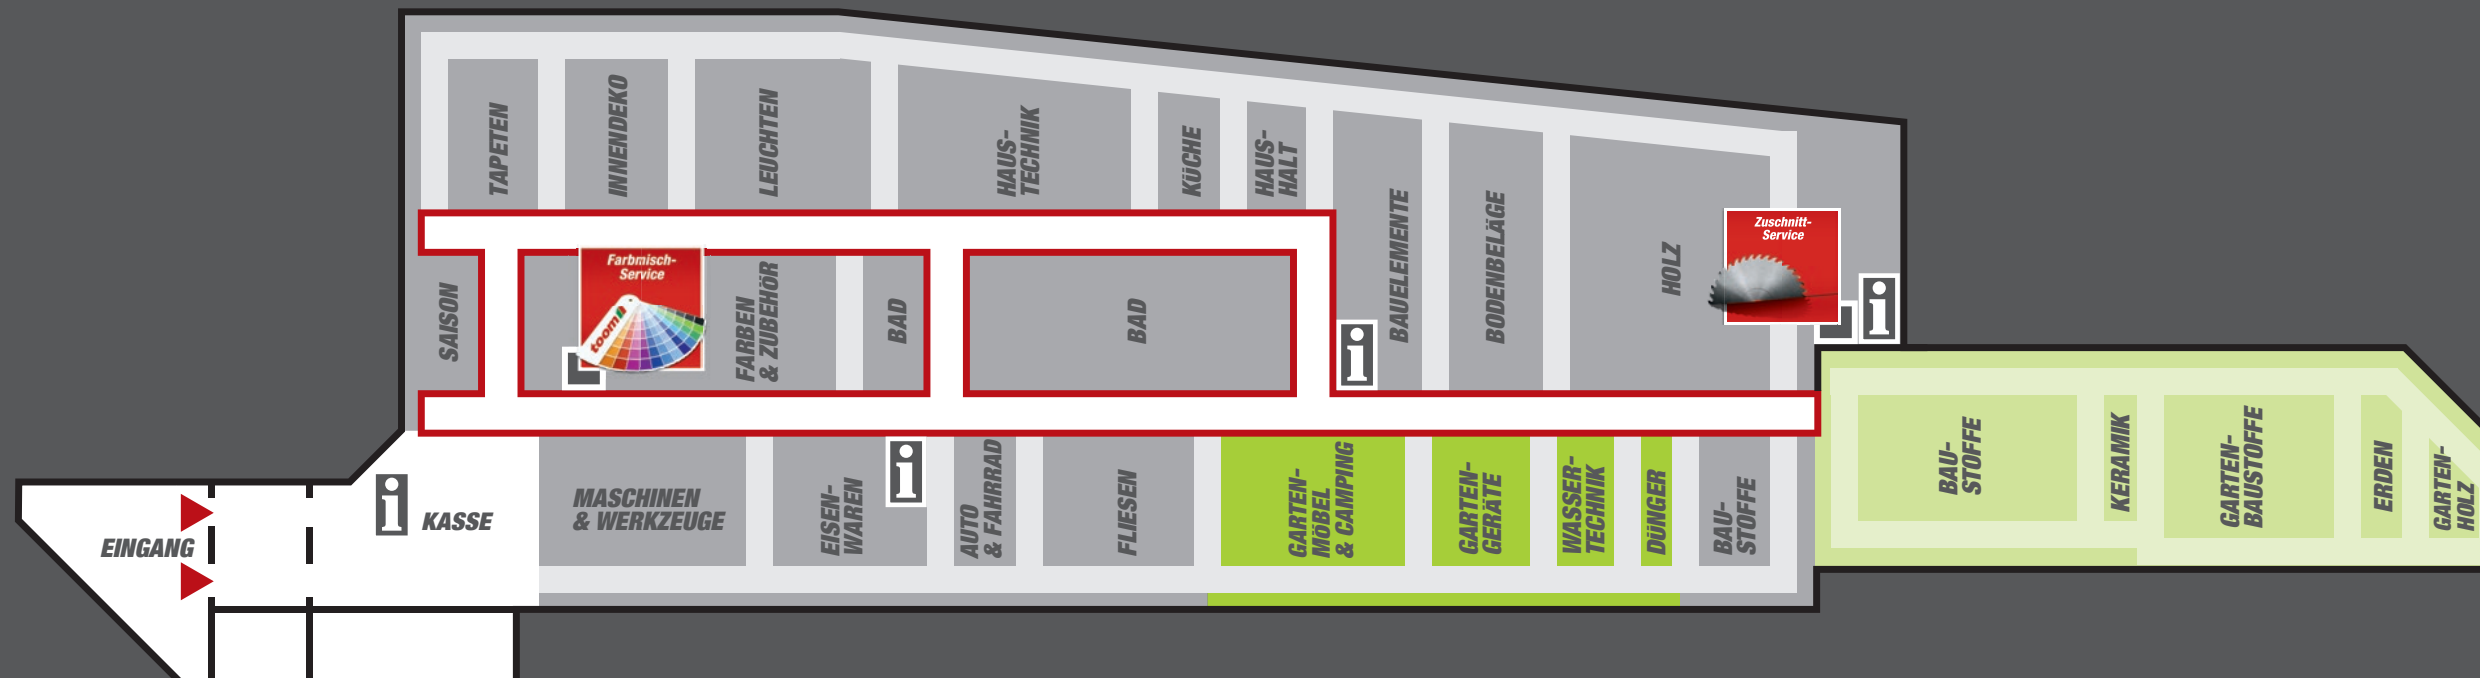 TAPETEN
INNENDEKO
LEUCHTEN
HAUS-
TECHNIK
KÜCHE
HAUS-
HALT
BAUELEMENTE
BODENBELÄGE
HOLZ
Zuschnitt-
Service
i
SAISON
Farbmisch-
Service
toom
FARBEN
& ZUBEHÖR
BAD
BAD
i
EINGANG
i
KASSE
MASCHINEN
& WERKZEUGE
EISEN-
WAREN
i
AUTO
& FAHRRAD
FLIESEN
GARTEN-
MÖBEL
& CAMPING
GARTEN-
GERÄTE
WASSER-
TECHNIK
DÜNGER
BAU-
STOFFE
BAU-
STOFFE
KERAMIK
GARTEN-
BAUSTOFFE
ERDEN
GARTEN-
HOLZ